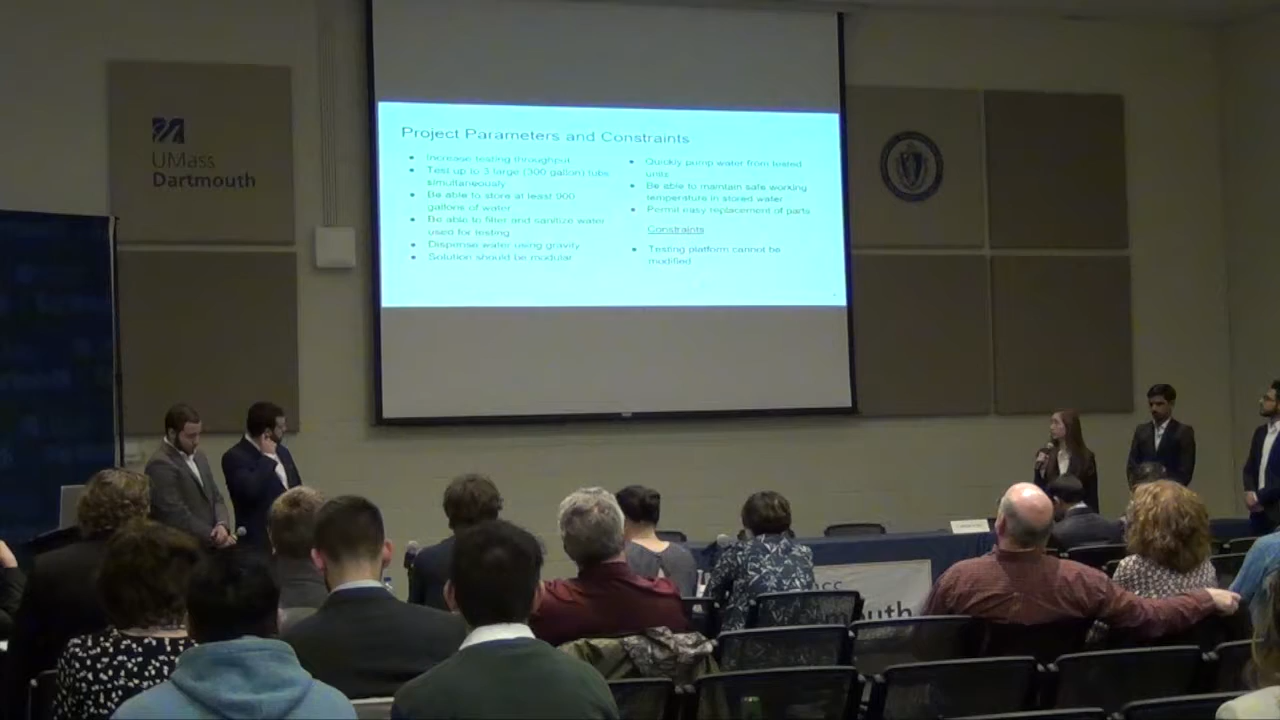 UMass
Dartmouth
Project Parameters and Constraints
• Increase testing throughput
• Test up to 3 large (300 gallon) tubs
simultaneously
• Be able to store at least 900
gallons of water
• Be able to filter and sanitize water
used for testing
• Dispense water using gravity
• Solution should be modular
• Quickly pump water from tested
units
• Be able to maintain safe working
temperature in stored water
• Permit easy replacement of parts
Constraints
• Testing platform cannot be
modified